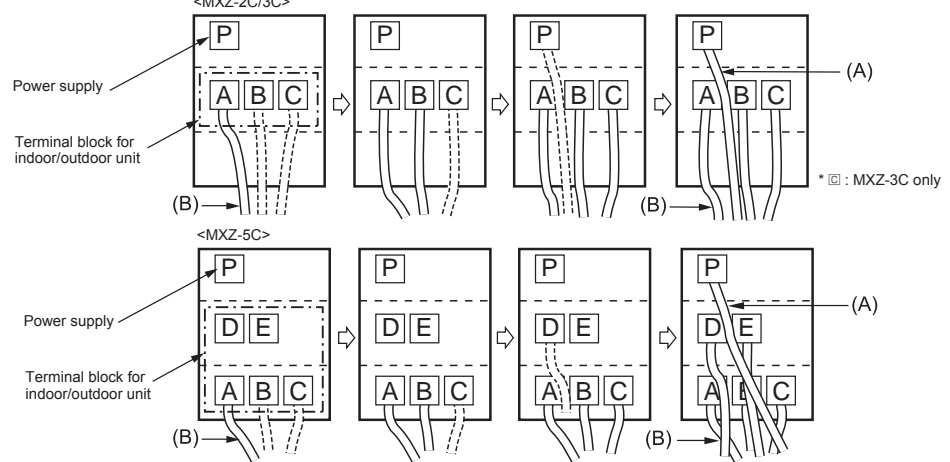 <MXZ-2C/3C>
P P P P
(A)
Power supply
A B C A B C A B C A B C
Terminal block for
indoor/outdoor unit
* C : MXZ-3C only
(B) (B)
<MXZ-5C>
P P P P
(A)
Power supply
D E D E D E D E
Terminal block for
indoor/outdoor unit
A B C A B C A B C A B C
(B) (B)